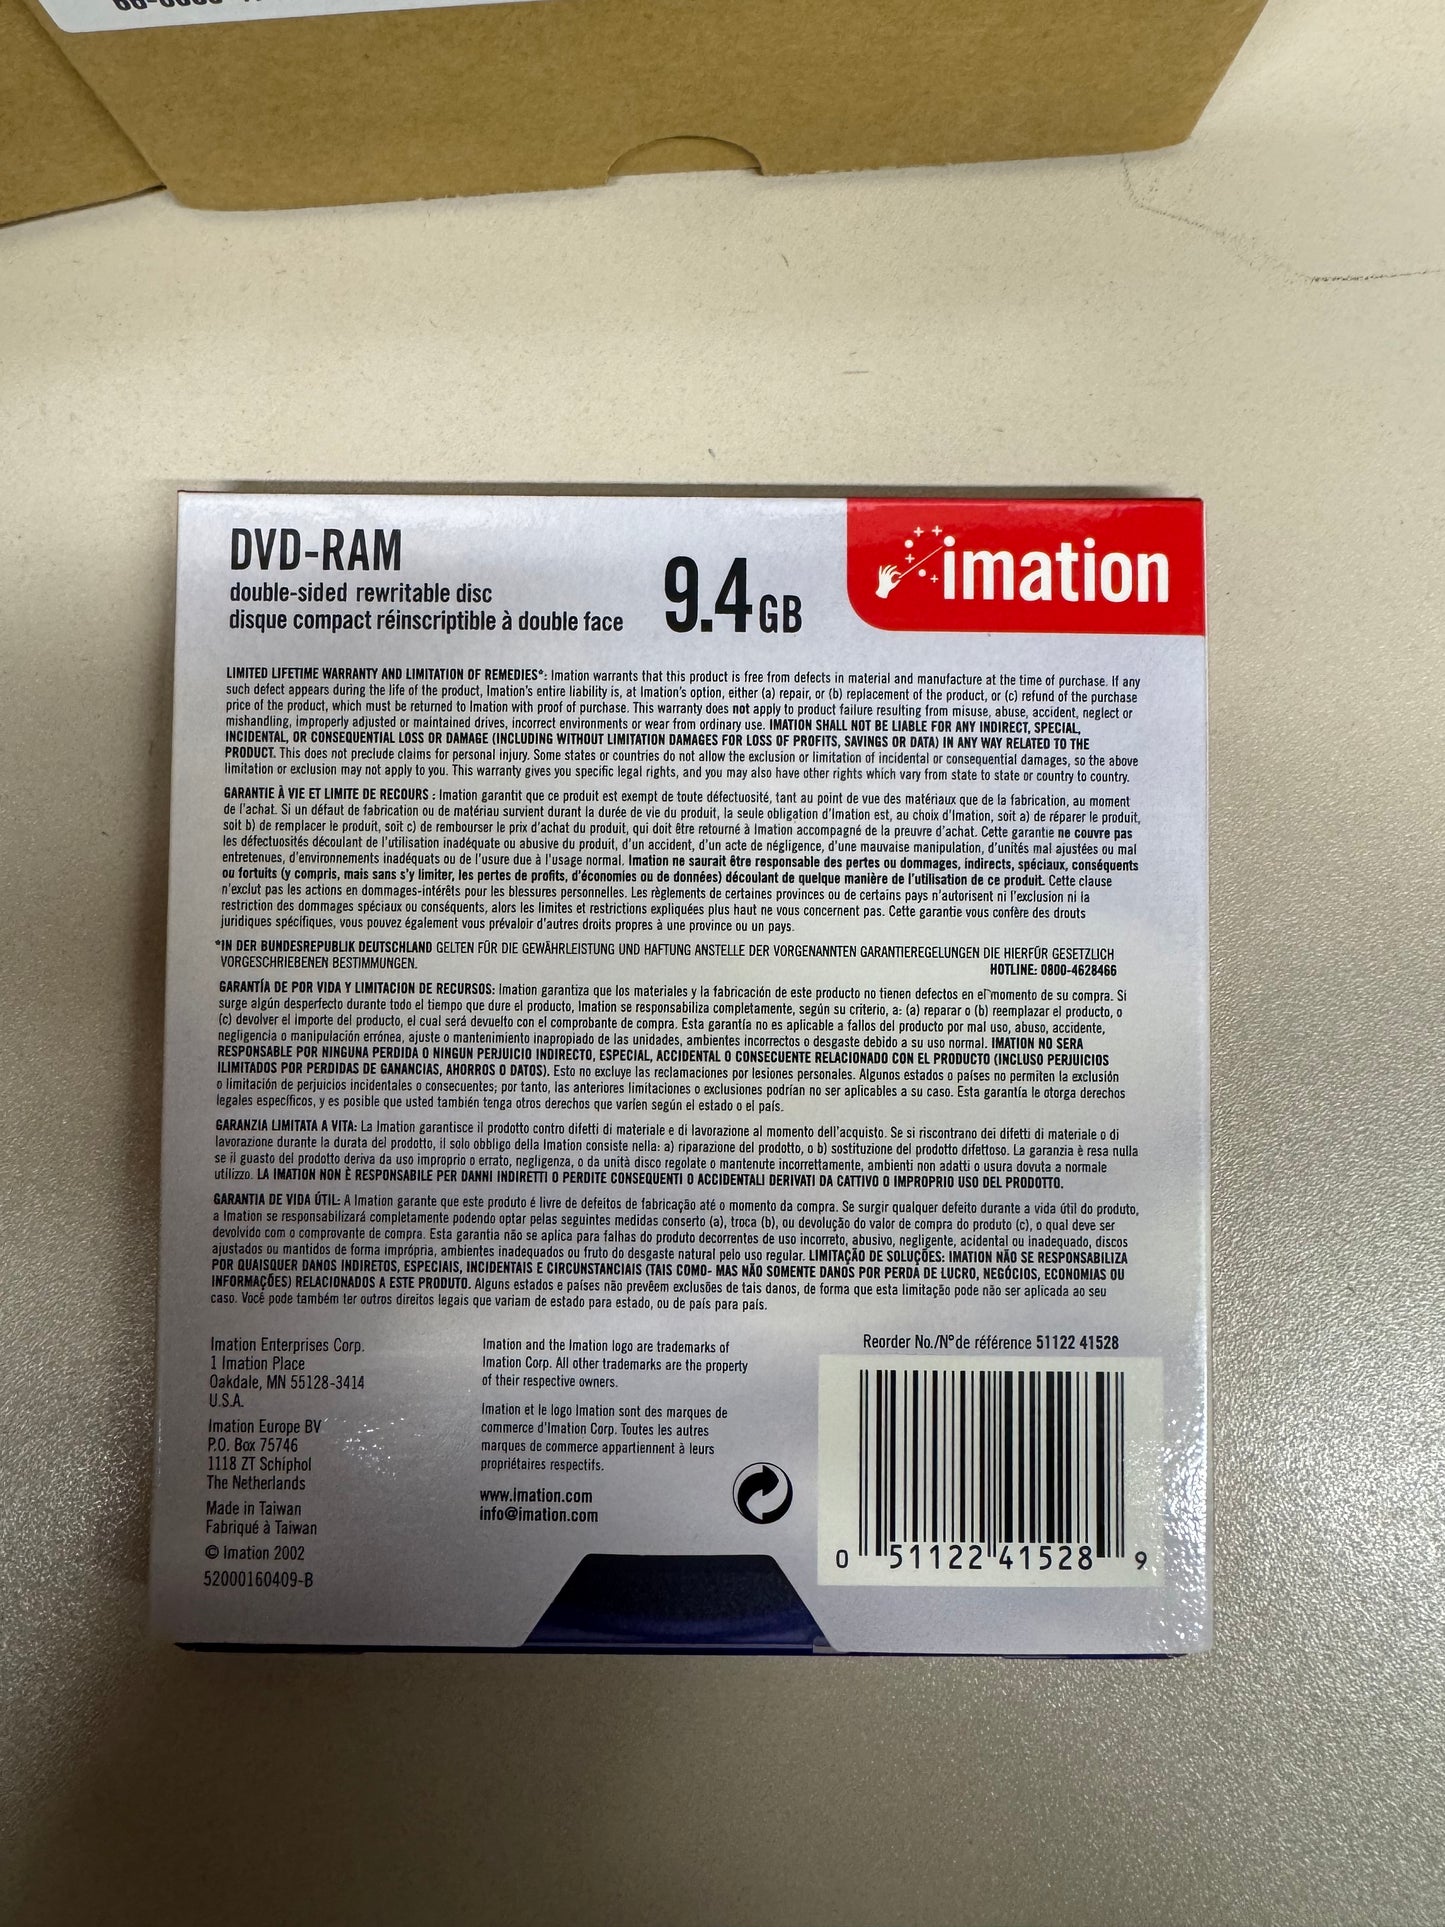 DVD-RAM
double-sided rewritable disc
disque compact réinscriptible à double face
9.4GB
imation
LIMITED LIFETIME WARRANTY AND LIMITATION OF REMEDIES*: Imation warrants that this product is free from defects in material and manufacture at the time of purchase. If any
such defect appears during the life of the product, Imation's entire liability is, at Imation's option, either (a) repair, or (b) replacement of the product, or (c) refund of the purchase
price of the product, which must be returned to Imation with proof of purchase. This warranty does not apply to product failure resulting from misuse, abuse, accident, neglect or
mishandling, improperly adjusted or maintained drives, incorrect environments or wear from ordinary use. IMATION SHALL NOT BE LIABLE FOR ANY INDIRECT, SPECIAL,
INCIDENTAL, OR CONSEQUENTIAL LOSS OR DAMAGE (INCLUDING WITHOUT LIMITATION DAMAGES FOR LOSS OF PROFITS, SAVINGS OR DATA) IN ANY WAY RELATED TO THE
PRODUCT. This does not preclude claims for personal injury. Some states or countries do not allow the exclusion or limitation of incidental or consequential damages, so the above
limitation or exclusion may not apply to you. This warranty gives you specific legal rights, and you may also have other rights which vary from state to state or country to country.
GARANTIE À VIE ET LIMITE DE RECOURS : Imation garantit que ce produit est exempt de toute défectuosité, tant au point de vue des matériaux que de la fabrication, au moment
de l'achat. Si un défaut de fabrication ou de matériau survient durant la durée de vie du produit, la seule obligation d'Imation est, au choix d'Imation, soit a) de réparer le produit,
soit b) de remplacer le produit, soit c) de rembourser le prix d'achat du produit, qui doit être retourné à Imation accompagné de la preuvre d'achat. Cette garantie ne couvre pas
les défectuosités découlant de l'utilisation inadéquate ou abusive du produit, d'un accident, d'un acte de négligence, d'une mauvaise manipulation, d'unités mal ajustées ou mal
entretenues, d'environnements inadéquats ou de l'usure due à l'usage normal. Imation ne saurait être responsable des pertes ou dommages, indirects, spéciaux, conséquents
ou fortuits (y compris, mais sans s'y limiter, les pertes de profits, d'économies ou de données) découlant de quelque manière de l'utilisation de ce produit. Cette clause
n'exclut pas les actions en dommages-intérêts pour les blessures personnelles. Les règlements de certaines provinces ou de certains pays n'autorisent ni l'exclusion ni la
restriction des dommages spéciaux ou conséquents, alors les limites et restrictions expliquées plus haut ne vous concernent pas. Cette garantie vous confère des droits
juridiques spécifiques, vous pouvez également vous prévaloir d'autres droits propres à une province ou un pays.
*IN DER BUNDESREPUBLIK DEUTSCHLAND GELTEN FÜR DIE GEWÄHRLEISTUNG UND HAFTUNG ANSTELLE DER VORGENANNTEN GARANTIEREGELUNGEN DIE HIERFÜR GESETZLICH
VORGESCHRIEBENEN BESTIMMUNGEN.
HOTLINE: 0800-4628466
GARANTÍA DE POR VIDA Y LIMITACION DE RECURSOS: Imation garantiza que los materiales y la fabricación de este producto no tienen defectos en el momento de su compra. Si
surge algún desperfecto durante todo el tiempo que dure el producto, Imation se responsabiliza completamente, según su criterio, a: (a) reparar o (b) reemplazar el producto, o
(c) devolver el importe del producto, el cual será devuelto con el comprobante de compra. Esta garantía no es aplicable a fallos del producto por mal uso, abuso, accidente,
negligencia o manipulación errónea, ajuste o mantenimiento inapropiado de las unidades, ambientes incorrectos o desgaste debido a su uso normal. IMATION NO SERA
RESPONSABLE POR NINGUNA PERDIDA O NINGUN PERJUICIO INDIRECTO, ESPECIAL, ACCIDENTAL O CONSECUENTE RELACIONADO CON EL PRODUCTO (INCLUSO PERJUICIOS
ILIMITADOS POR PERDIDAS DE GANANCIAS, AHORROS O DATOS). Esto no excluye las reclamaciones por lesiones personales. Algunos estados o países no permiten la exclusión
o limitación de perjuicios incidentales o consecuentes; por tanto, las anteriores limitaciones o exclusiones podrían no ser aplicables a su caso. Esta garantía le otorga derechos
legales específicos, y es posible que usted también tenga otros derechos que varíen según el estado o el país.
GARANZIA LIMITATA A VITA: La Imation garantisce il prodotto contro difetti di materiale e di lavorazione al momento dell'acquisto. Se si riscontrano dei difetti di materiale o di
lavorazione durante la durata del prodotto, il solo obbligo della Imation consiste nella: a) riparazione del prodotto, o b) sostituzione del prodotto difettoso. La garanzia è resa nulla
se il guasto del prodotto deriva da uso improprio o errato, negligenza, o da unità disco regolate o mantenute incorrettamente, ambienti non adatti o usura dovuta a normale
utilizzo. LA IMATION NON È RESPONSABILE PER DANNI INDIRETTI O PERDITE CONSEQUENTI O ACCIDENTALI DERIVATI DA CATTIVO O IMPROPRIO USO DEL PRODOTTO.
GARANTIA DE VIDA ÚTIL: A Imation garante que este produto é livre de defeitos de fabricação até o momento da compra. Se surgir qualquer defeito durante a vida útil do produto,
a Imation se responsabilizará completamente podendo optar pelas seguintes medidas conserto (a), troca (b), ou devolução do valor de compra do produto (c), o qual deve ser
devolvido com o comprovante de compra. Esta garantia não se aplica para falhas do produto decorrentes de uso incorreto, abusivo, negligente, acidental ou inadequado, discos
ajustados ou mantidos de forma imprópria, ambientes inadequados ou fruto do desgaste natural pelo uso regular. LIMITAÇÃO DE SOLUÇÕES: IMATION NÃO SE RESPONSABILIZA
POR QUAISQUER DANOS INDIRETOS, ESPECIAIS, INCIDENTAIS E CIRCUNSTANCIAIS (TAIS COMO- MAS NÃO SOMENTE DANOS POR PERDA DE LUCRO, NEGÓCIOS, ECONOMIAS OU
INFORMAÇÕES) RELACIONADOS A ESTE PRODUTO. Alguns estados e países não prevêem exclusões de tais danos, de forma que esta limitação pode não ser aplicada ao seu
caso. Você pode também ter outros direitos legais que variam de estado para estado, ou de país para país.
Imation Enterprises Corp.
1 Imation Place
Oakdale, MN 55128-3414
U.S.A.
Imation Europe BV
P.O. Box 75746
1118 ZT Schiphol
The Netherlands
Made in Taiwan
Fabriqué à Taiwan
© Imation 2002
52000160409-B
Imation and the Imation logo are trademarks of
Imation Corp. All other trademarks are the property
of their respective owners.
Imation et le logo Imation sont des marques de
commerce d'Imation Corp. Toutes les autres
marques de commerce appartiennent à leurs
propriétaires respectifs.
www.imation.com
info@imation.com
Reorder No./N° de référence 51122 41528
0 51122 41528 9